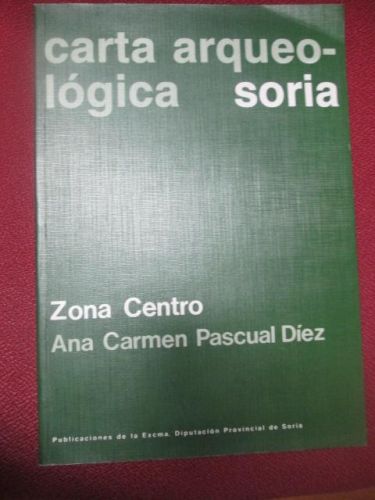 carta arqueo-
lógica soria
Zona Centro
Ana Carmen Pascual Díez
Publicaciones de la Excma. Diputación Provincial de Soria